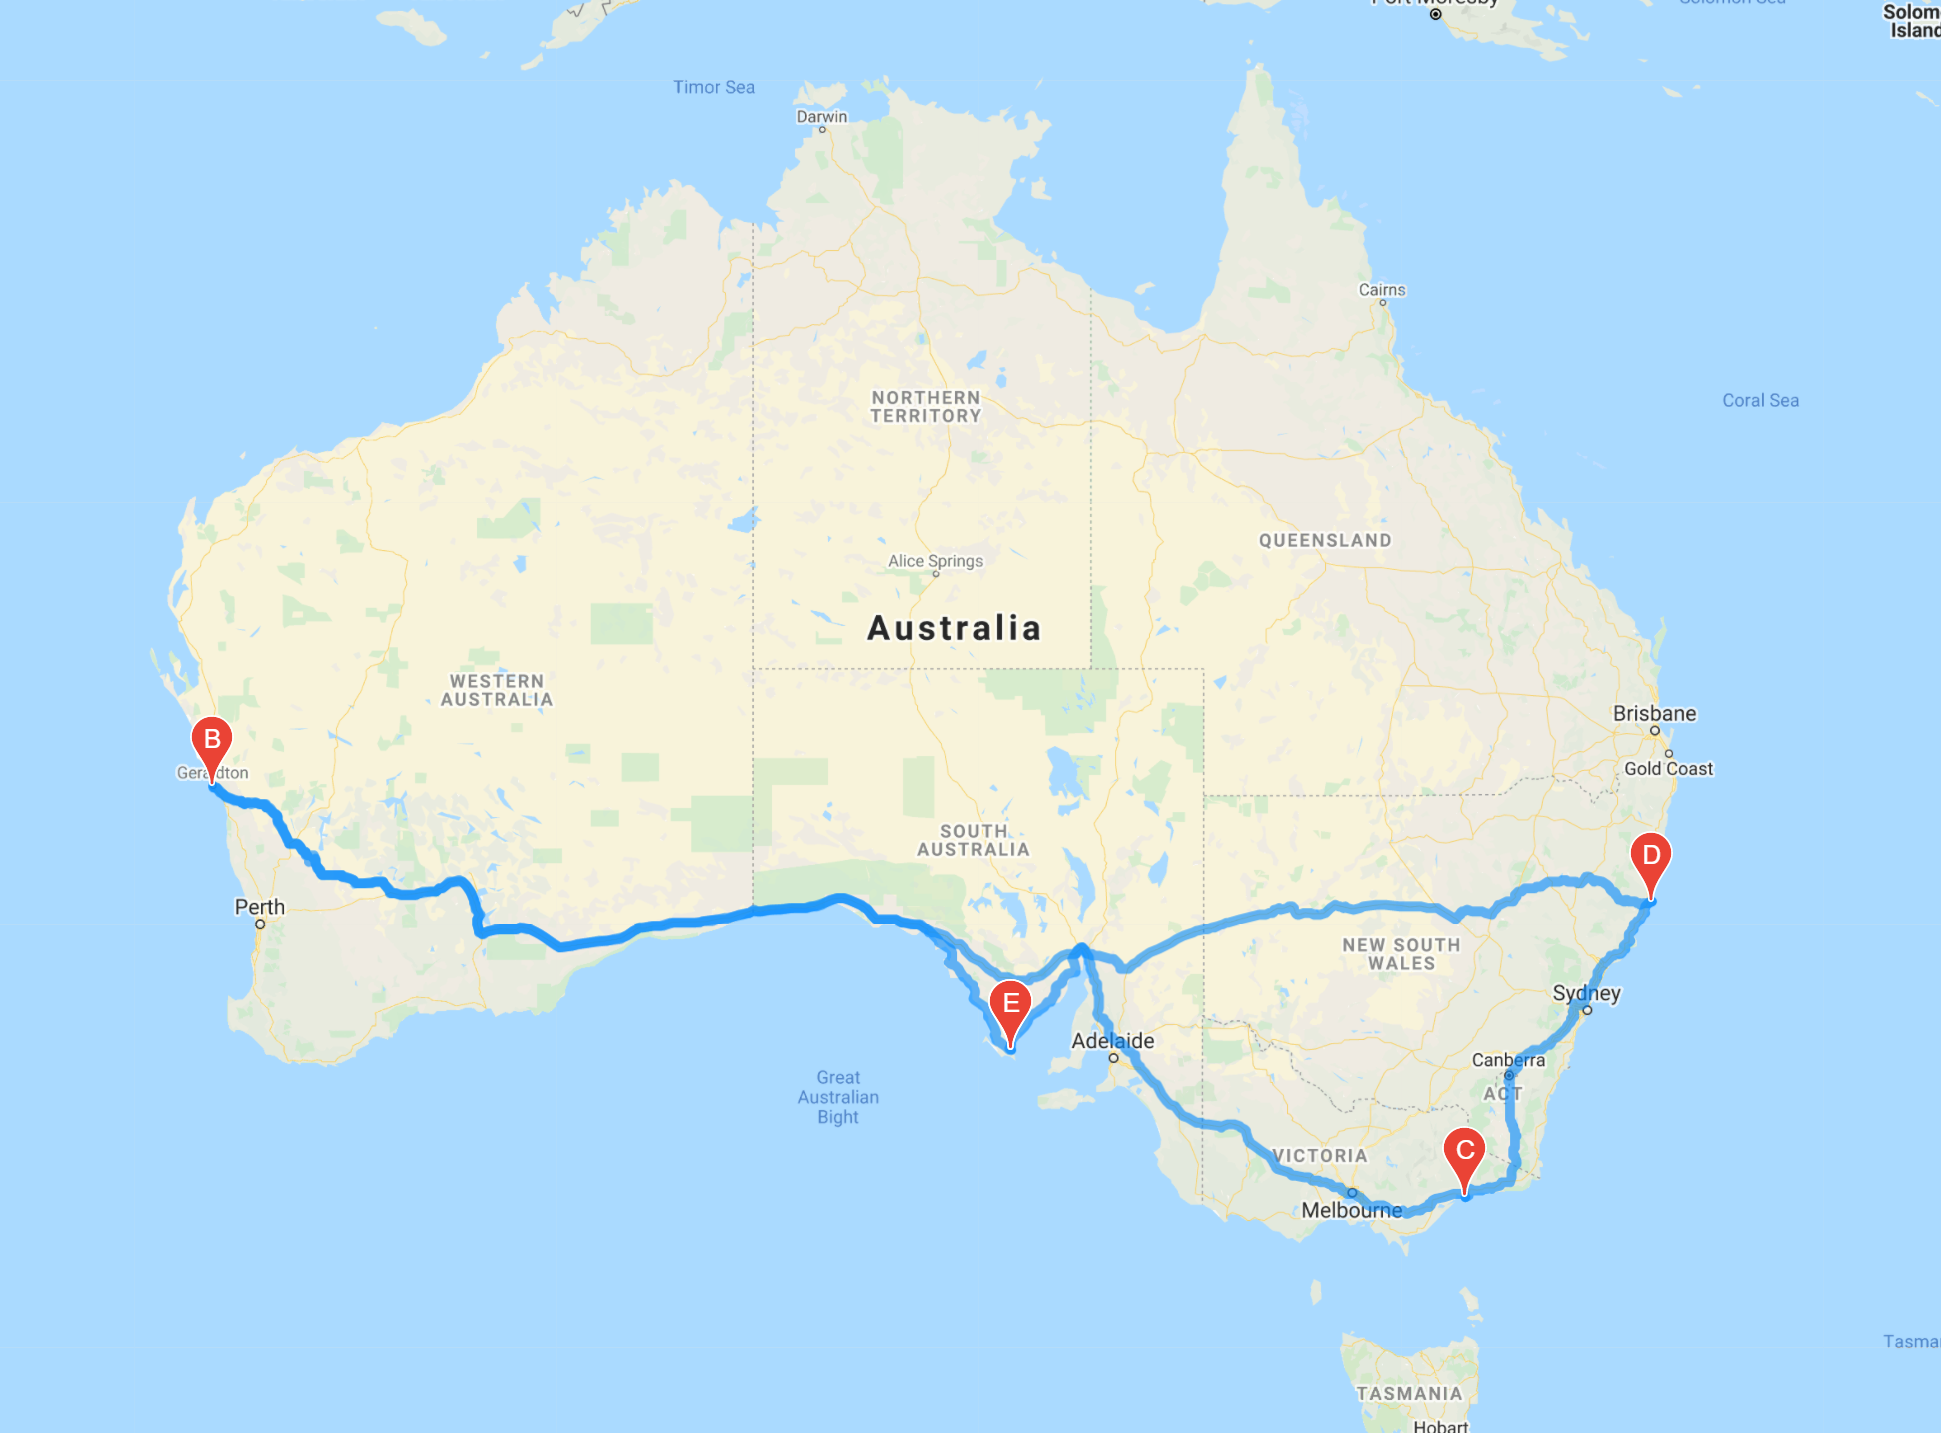 Port Moresby
Solomon Sea
Solom
Island
Timor Sea
Darwin
Cairns
NORTHERN
TERRITORY
Coral Sea
QUEENSLAND
Alice Springs
Australia
WESTERN
AUSTRALIA
Brisbane
B
Geraldton
Gold Coast
SOUTH
AUSTRALIA
D
Perth
NEW SOUTH
WALES
E
Sydney
Adelaide
Canberra
ACT
Great
Australian
Bight
C
VICTORIA
Melbourne
Tasma
TASMANIA
Hobart